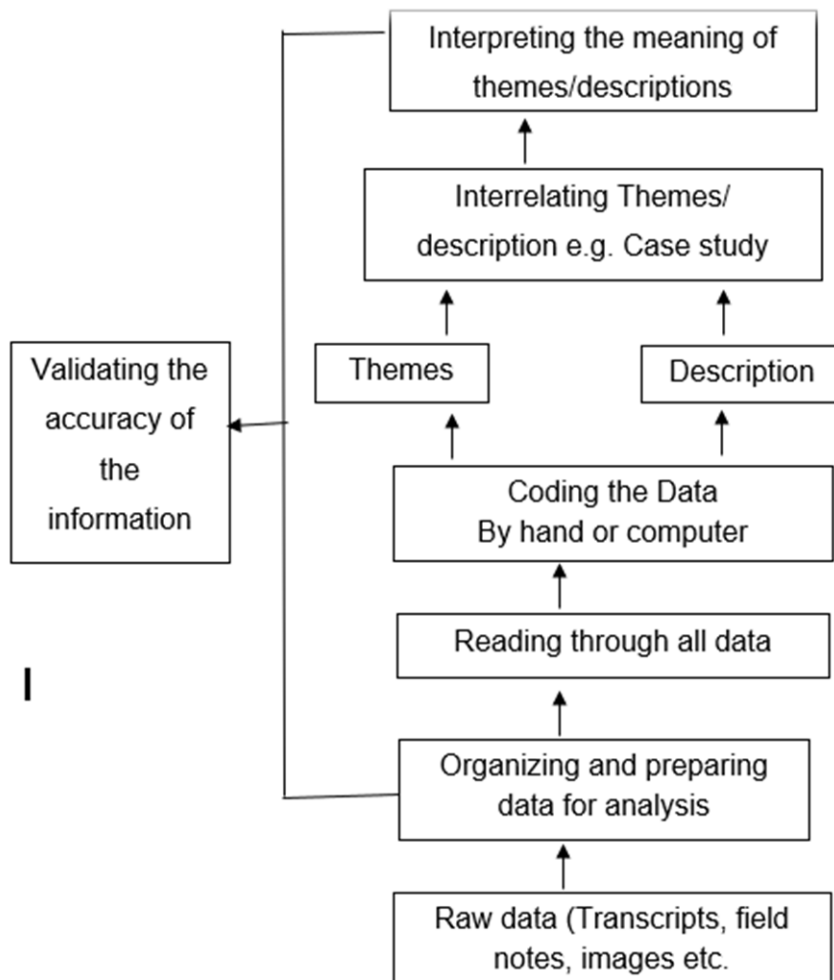 Interpreting the meaning of
themes/descriptions
Interrelating Themes/
description e.g. Case study
Themes
Description
Validating the
accuracy of
the
information
Coding the Data
By hand or computer
Reading through all data
Organizing and preparing
data for analysis
Raw data (Transcripts, field
notes, images etc.